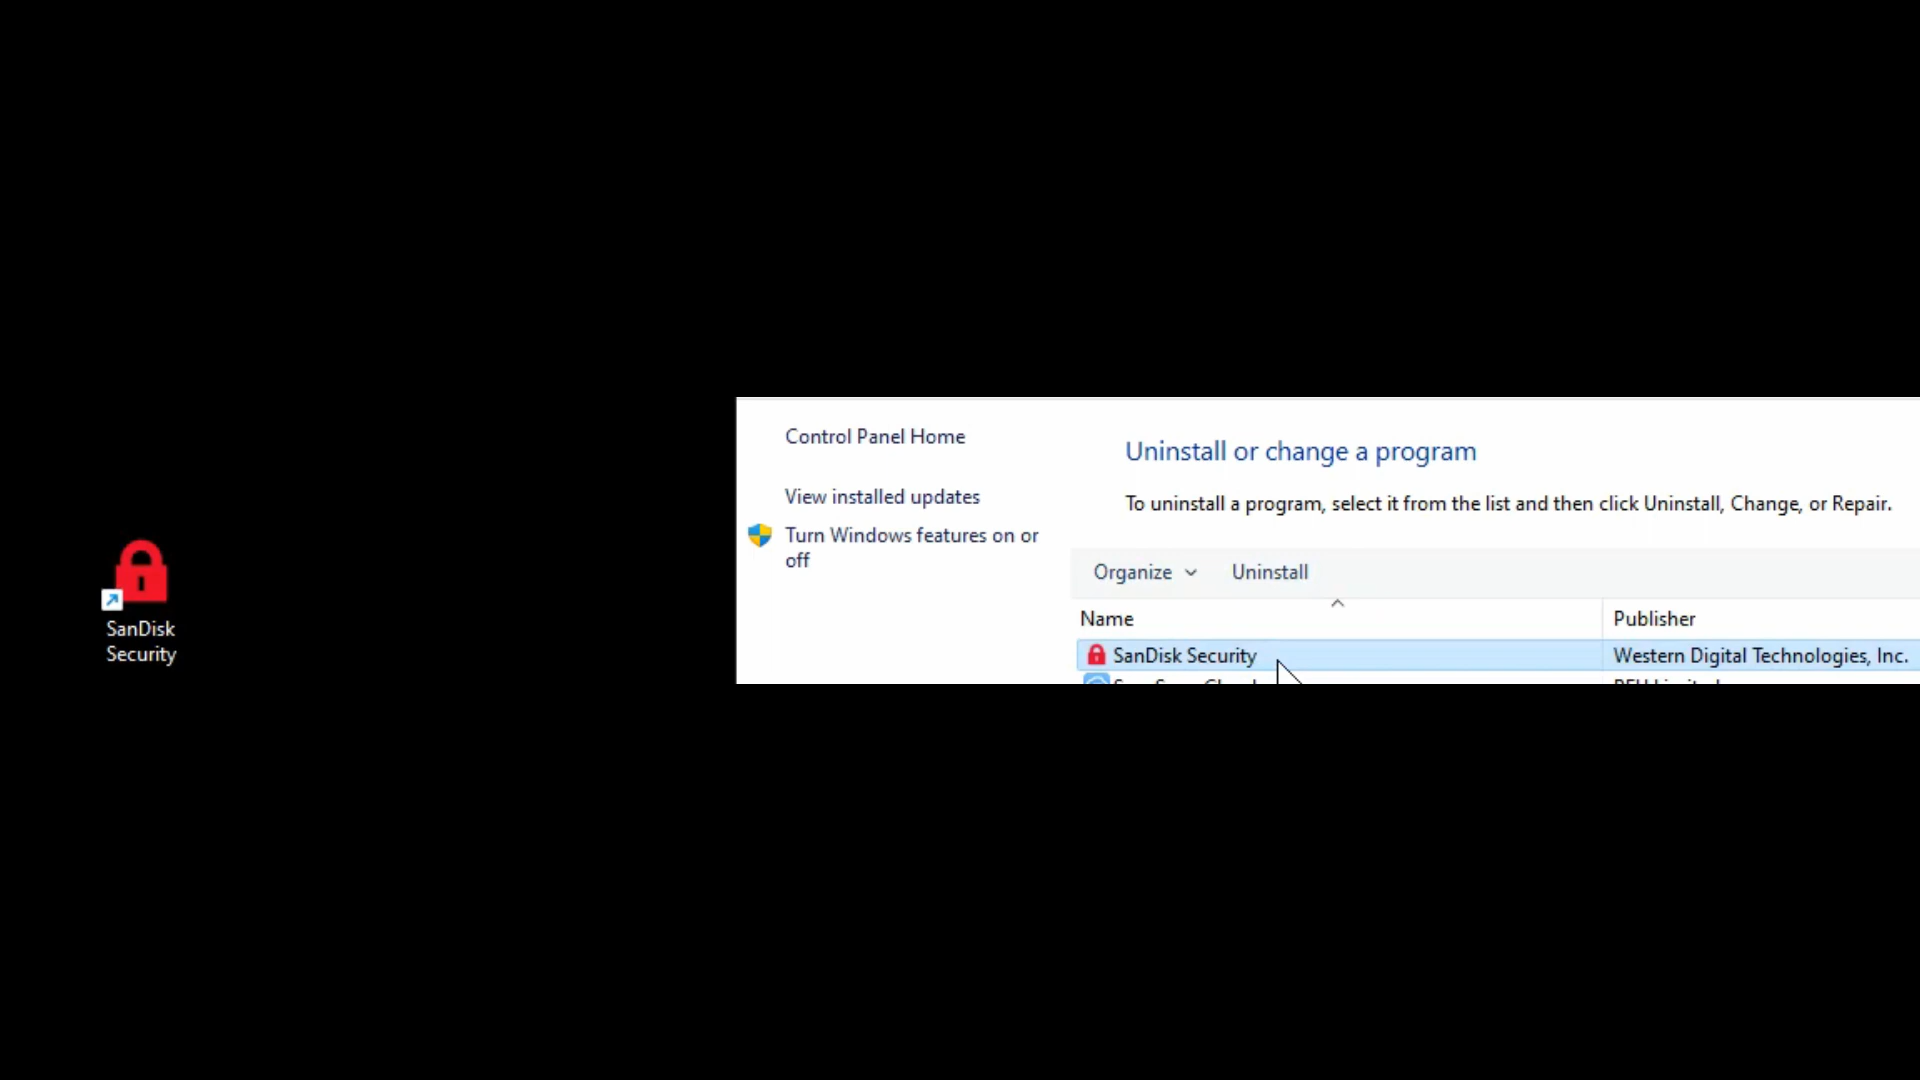 SanDisk
Security
Control Panel Home
View installed updates
Turn Windows features on or
off
Uninstall or change a program
To uninstall a program, select it from the list and then click Uninstall, Change, or Repair.
Organize Uninstall
Name Publisher
SanDisk Security Western Digital Technologies, Inc.